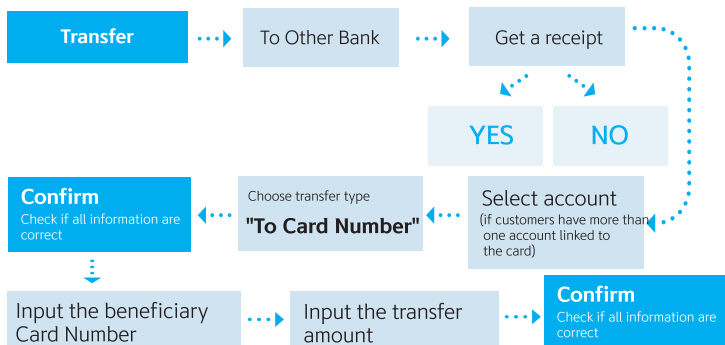 Transfer
To Other Bank
Get a receipt
YES
NO
Select account
(if customers have more than
one account linked to
the card)
Choose transfer type
"To Card Number"
Confirm
Check if all information are
correct
Input the beneficiary
Card Number
Input the transfer
amount
Confirm
Check if all information are
correct